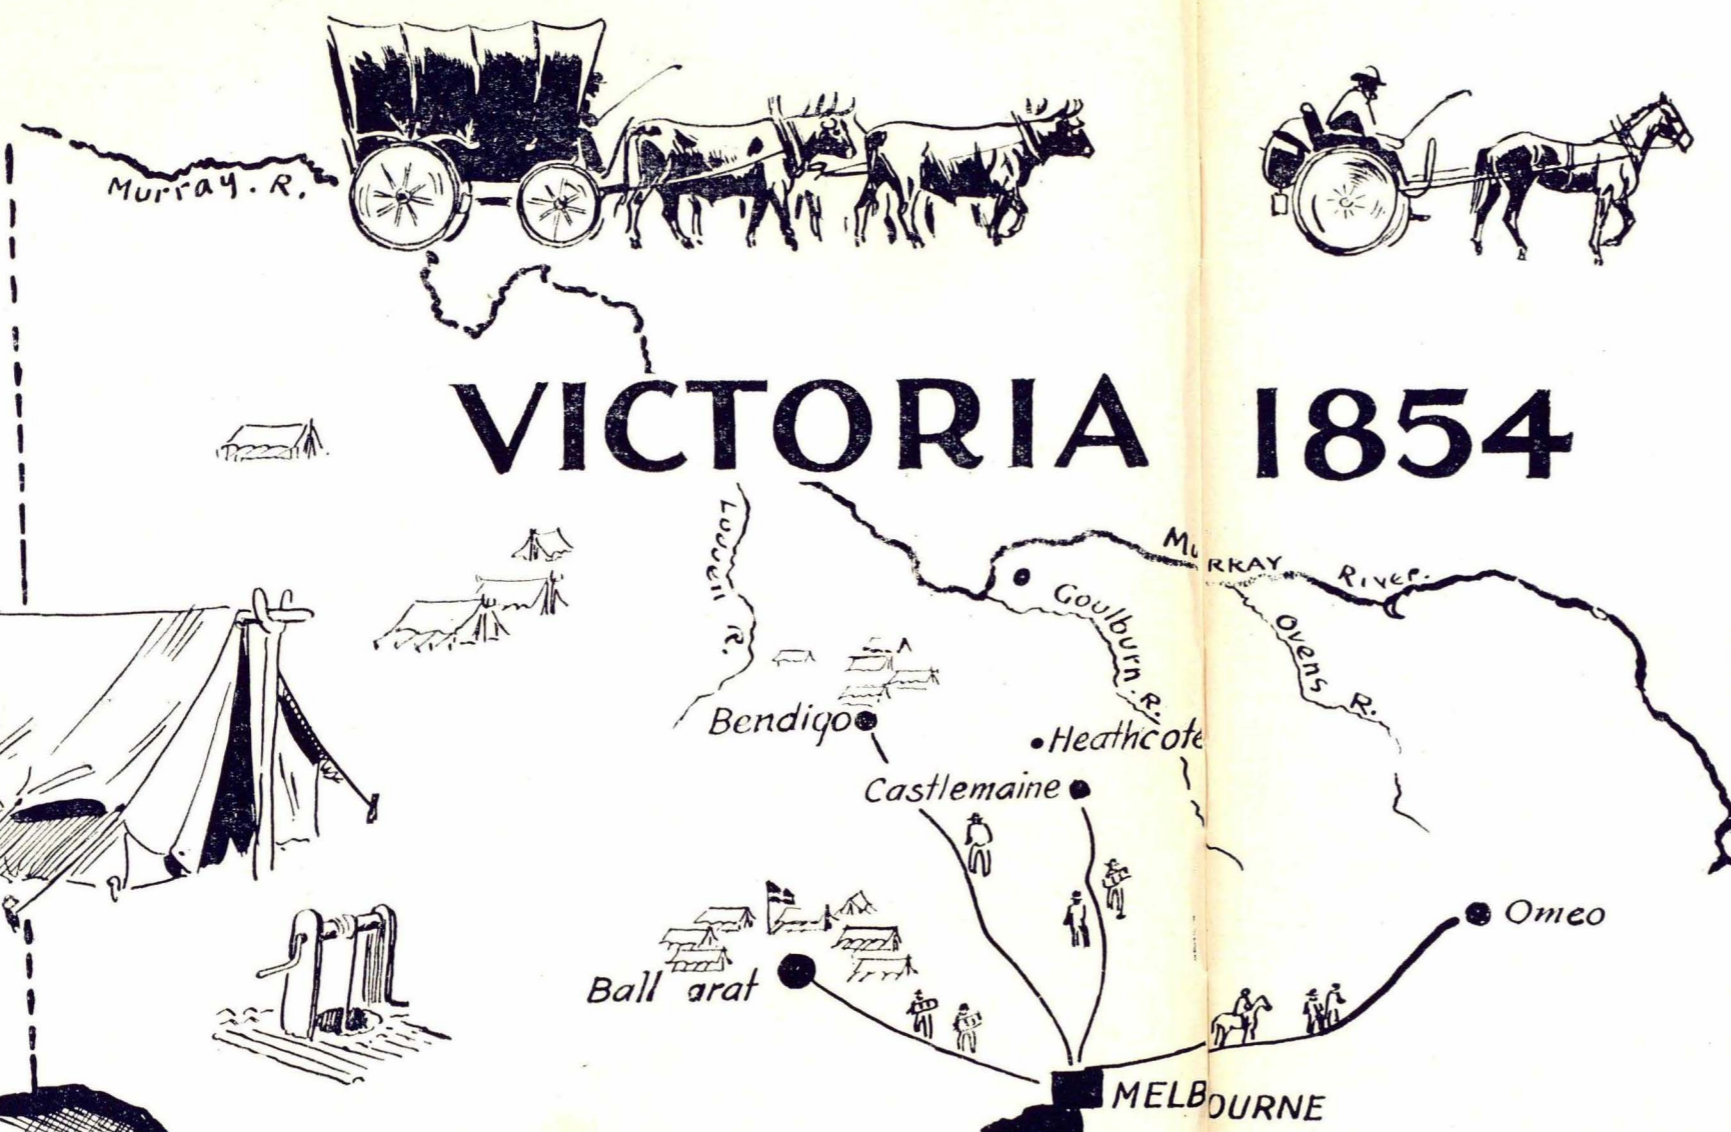 Murray. R.
VICTORIA 1854
Loddon R.
MURRAY River.
Goulburn. R.
Ovens R.
Bendigo
Heathcote
Castlemaine
Omeo
Ball arat
MELBOURNE